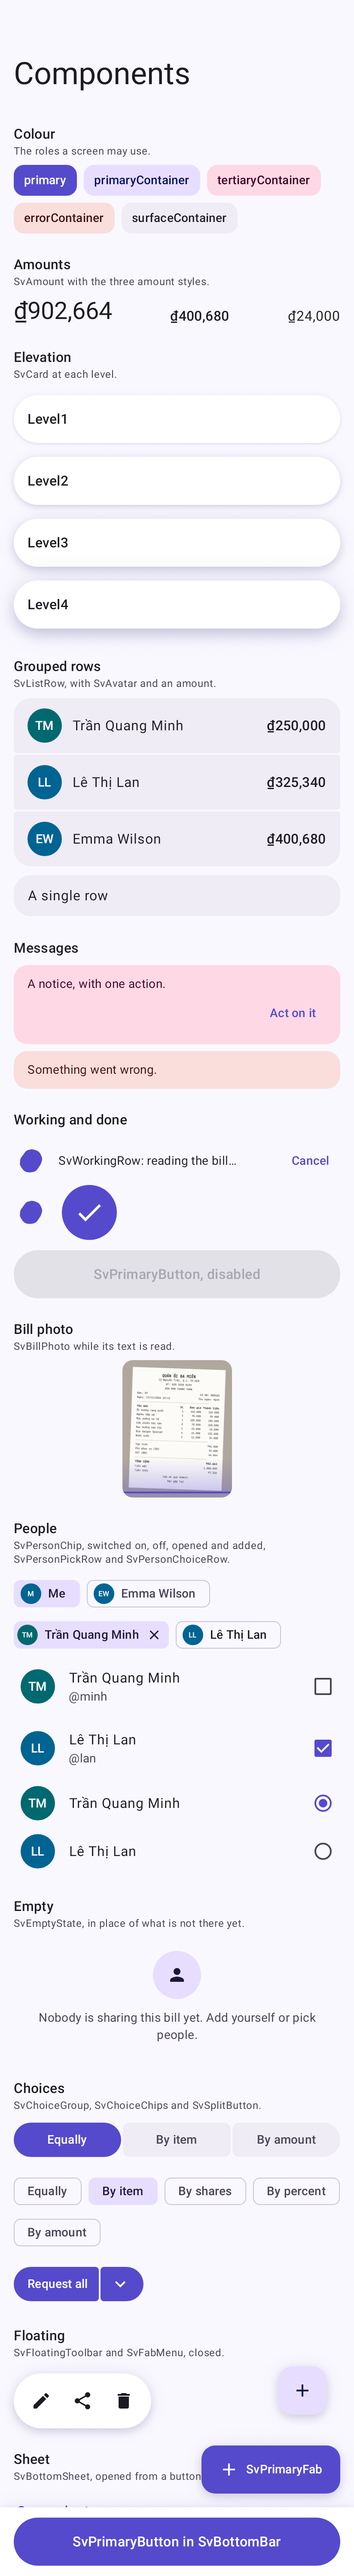 Components
Colour
The roles a screen may use.
primary
primaryContainer
tertiaryContainer
errorContainer
surfaceContainer
Amounts
SvAmount with the three amount styles.
₫902,664
₫400,680
₫24,000
Elevation
SvCard at each level.
Level1
Level2
Level3
Level4
Grouped rows
SvListRow, with SvAvatar and an amount.
TM Trần Quang Minh ₫250,000
LL Lê Thị Lan ₫325,340
EW Emma Wilson ₫400,680
A single row
Messages
A notice, with one action.
Act on it
Something went wrong.
Working and done
SvWorkingRow: reading the bill… Cancel
SvPrimaryButton, disabled
Bill photo
SvBillPhoto while its text is read.
People
SvPersonChip, switched on, off, opened and added,
SvPersonPickRow and SvPersonChoiceRow.
M Me
EW Emma Wilson
TM Trần Quang Minh
LL Lê Thị Lan
TM Trần Quang Minh
@minh
LL Lê Thị Lan
@lan
TM Trần Quang Minh
LL Lê Thị Lan
Empty
SvEmptyState, in place of what is not there yet.
Nobody is sharing this bill yet. Add yourself or pick
people.
Choices
SvChoiceGroup, SvChoiceChips and SvSplitButton.
Equally
By item
By amount
Equally
By item
By shares
By percent
By amount
Request all
Floating
SvFloatingToolbar and SvFabMenu, closed.
Sheet
SvBottomSheet, opened from a button
SvPrimaryFab
SvPrimaryButton in SvBottomBar